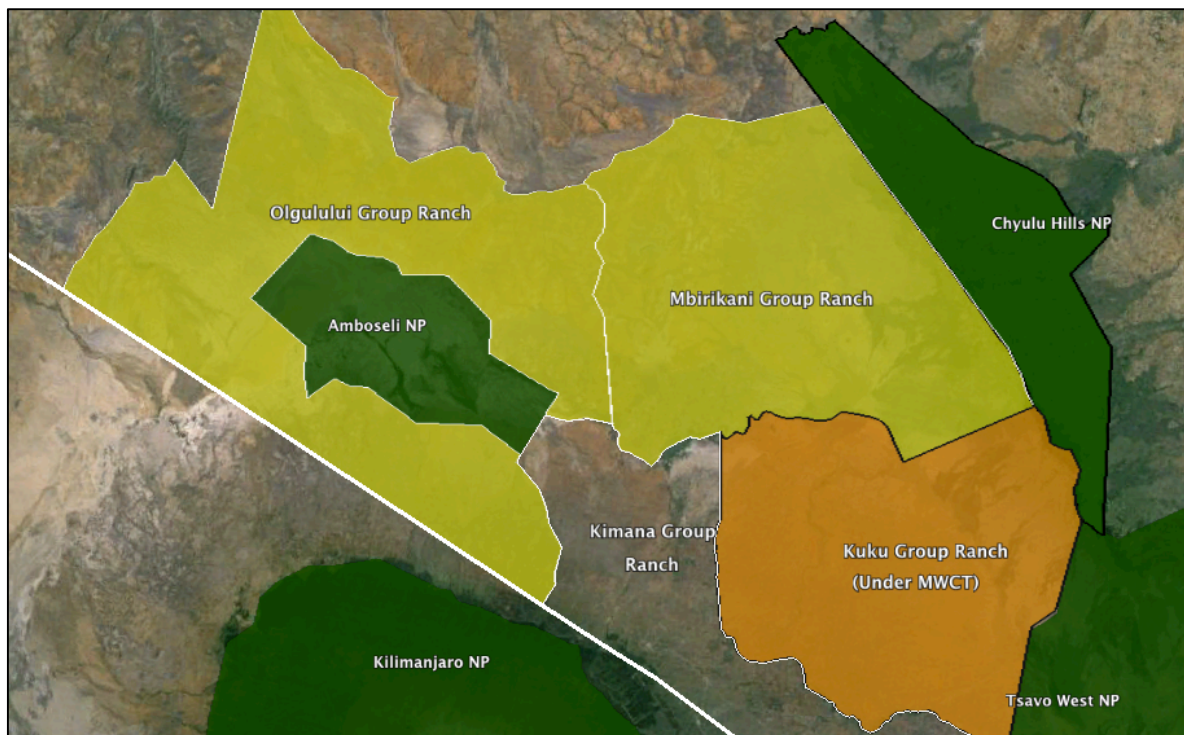 Olgulului Group Ranch
Chyulu Hills NP
Mbirikani Group Ranch
Amboseli NP
Kimana Group
Ranch
Kuku Group Ranch
(Under MWCT)
Kilimanjaro NP
Tsavo West NP